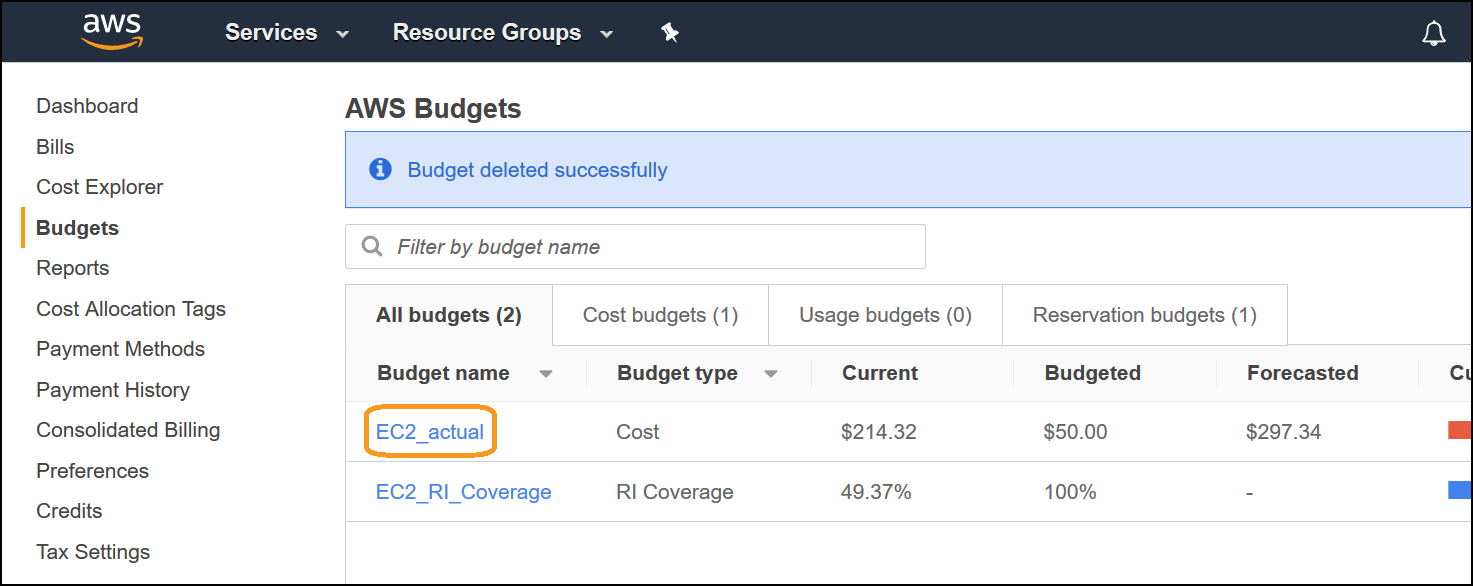 aws Services Resource Groups
Dashboard
Bills
Cost Explorer
Budgets
Reports
Cost Allocation Tags
Payment Methods
Payment History
Consolidated Billing
Preferences
Credits
Tax Settings
AWS Budgets
Budget deleted successfully
Filter by budget name
All budgets (2) Cost budgets (1) Usage budgets (0) Reservation budgets (1)
Budget name Budget type Current Budgeted Forecasted Cu
EC2_actual Cost $214.32 $50.00 $297.34
EC2_RI_Coverage RI Coverage 49.37% 100% -